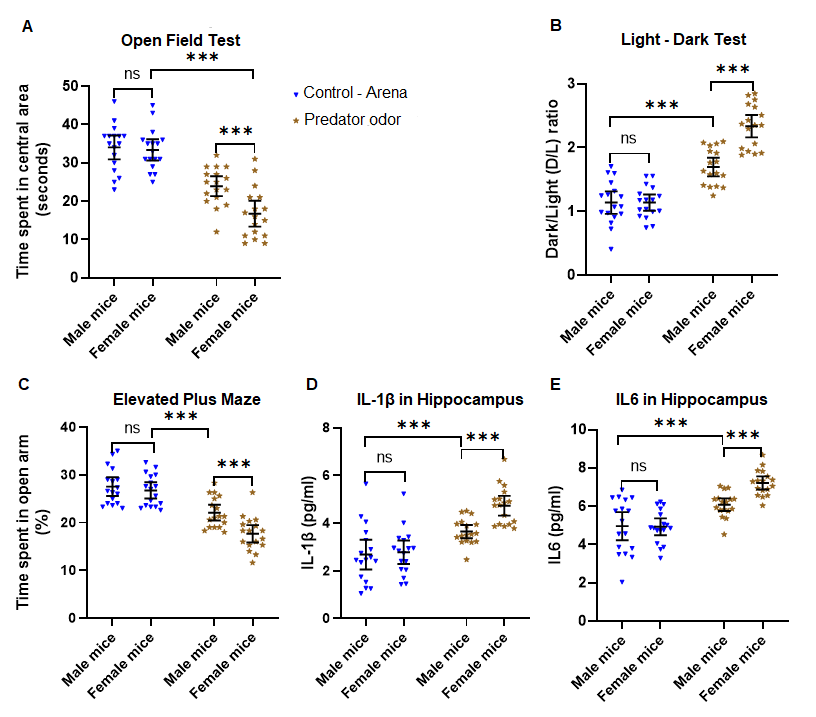 A
Open Field Test
Time spent in central area
(seconds)
50
40
30
20
10
0
ns
***
***
Male mice
Female mice
Male mice
Female mice
Control - Arena
Predator odor
B
Light - Dark Test
Dark/Light (D/L) ratio
3
2
1
0
ns
***
***
Male mice
Female mice
Male mice
Female mice
C
Elevated Plus Maze
Time spent in open arm
(%)
40
30
20
10
0
ns
***
***
Male mice
Female mice
Male mice
Female mice
D
IL-1β in Hippocampus
IL-1β (pg/ml)
8
6
4
2
0
ns
***
***
Male mice
Female mice
Male mice
Female mice
E
IL6 in Hippocampus
IL6 (pg/ml)
10
8
6
4
2
0
ns
***
***
Male mice
Female mice
Male mice
Female mice